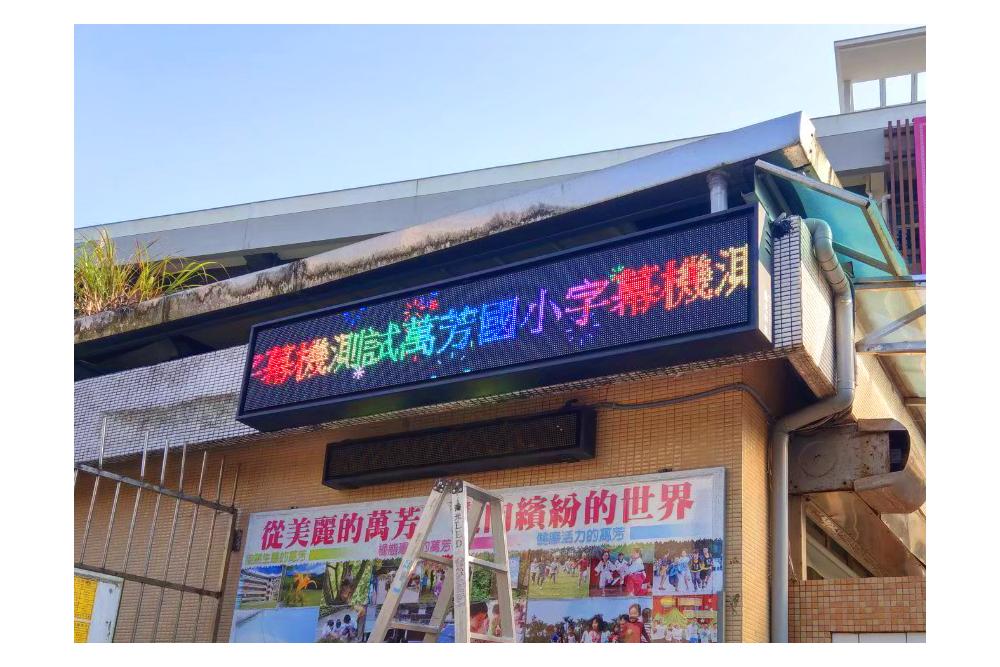 幕機測試萬芳國小字幕機測
從美麗的萬芳 向繽紛的世界
健康活力的萬芳